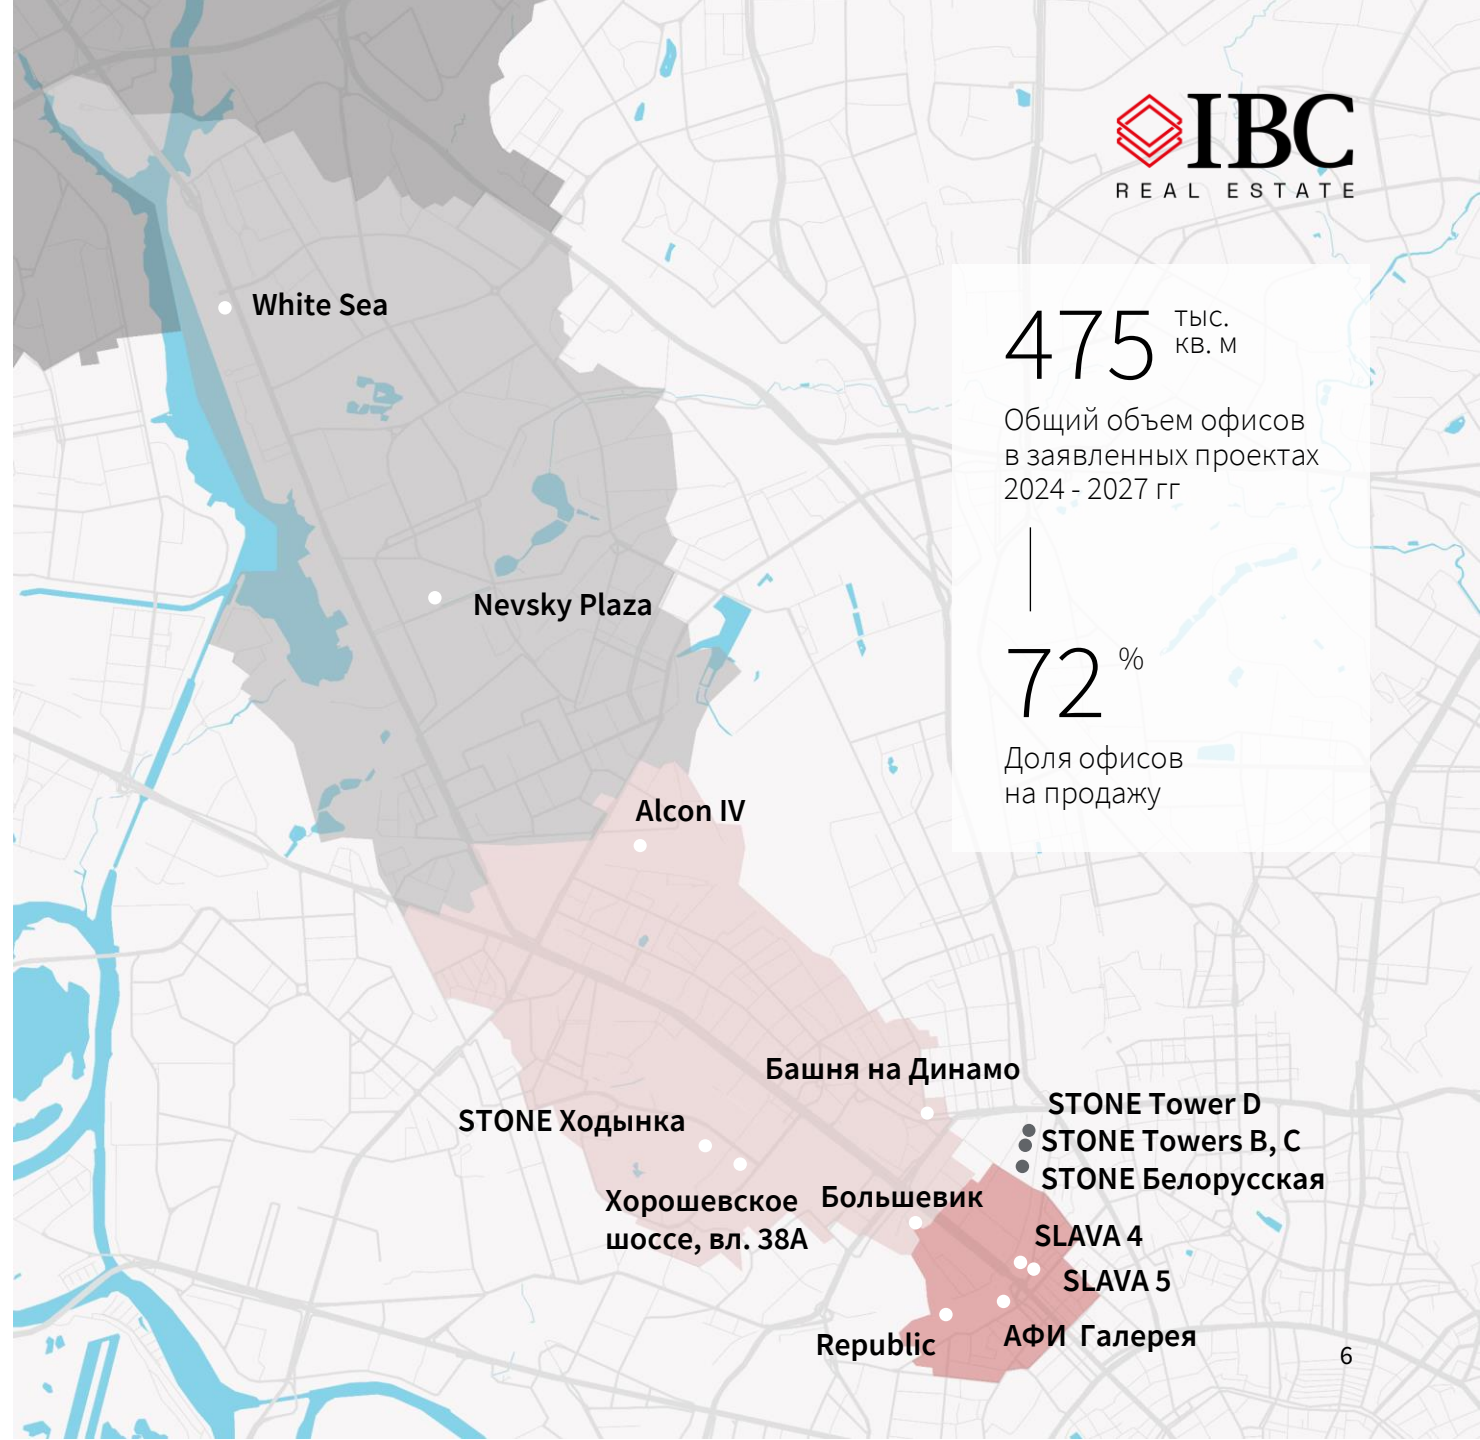 IBC
REAL ESTATE
White Sea
475 тыс.
кв. м
Общий объем офисов
в заявленных проектах
2024 - 2027 гг
Nevsky Plaza
72 %
Доля офисов
на продажу
Alcon IV
Башня на Динамо
STONE Tower D
STONE Ходынка
STONE Towers B, C
STONE Белорусская
Хорошевское
шоссе, вл. 38А
Большевик
SLAVA 4
SLAVA 5
Republic
АФИ Галерея
6